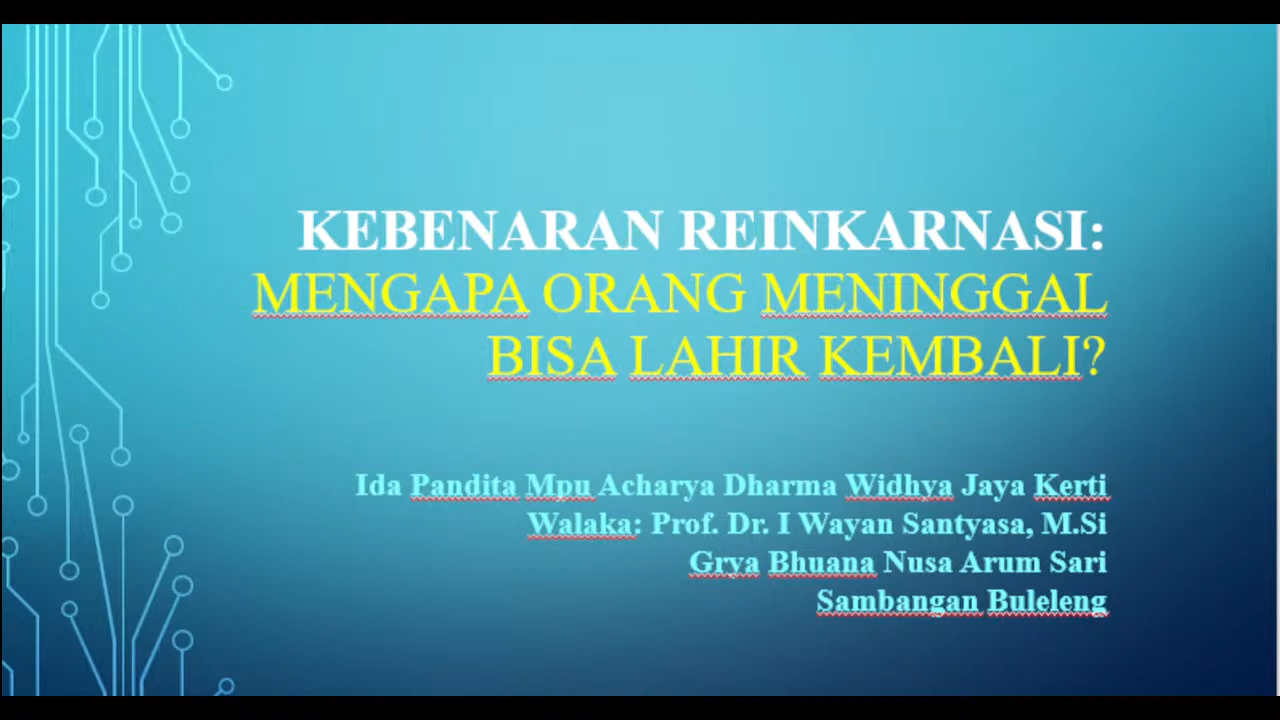 KEBENARAN REINKARNASI:
MENGAPA ORANG MENINGGAL
BISA LAHIR KEMBALI?
Ida Pandita Mpu Acharya Dharma Widhya Jaya Kerti
Walaka: Prof. Dr. I Wayan Santyasa, M.Si
Grya Bhuana Nusa Arum Sari
Sambangan Buleleng